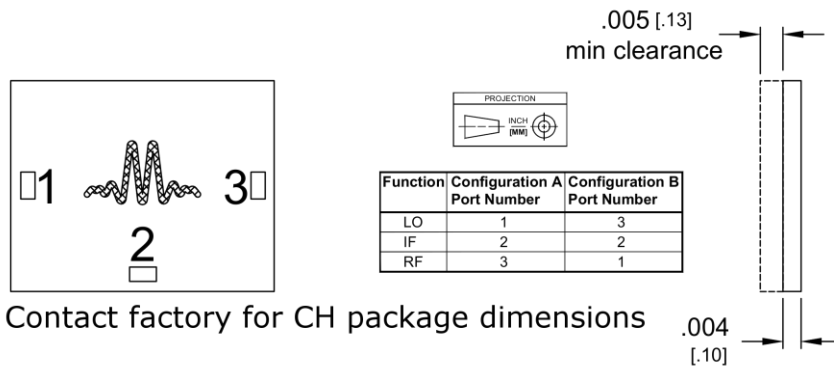 .005 [.13]
min clearance
PROJECTION
INCH
[MM]
1
3
2
Function Configuration A Port Number Configuration B Port Number
LO 1 3
IF 2 2
RF 3 1
Contact factory for CH package dimensions
.004
[.10]